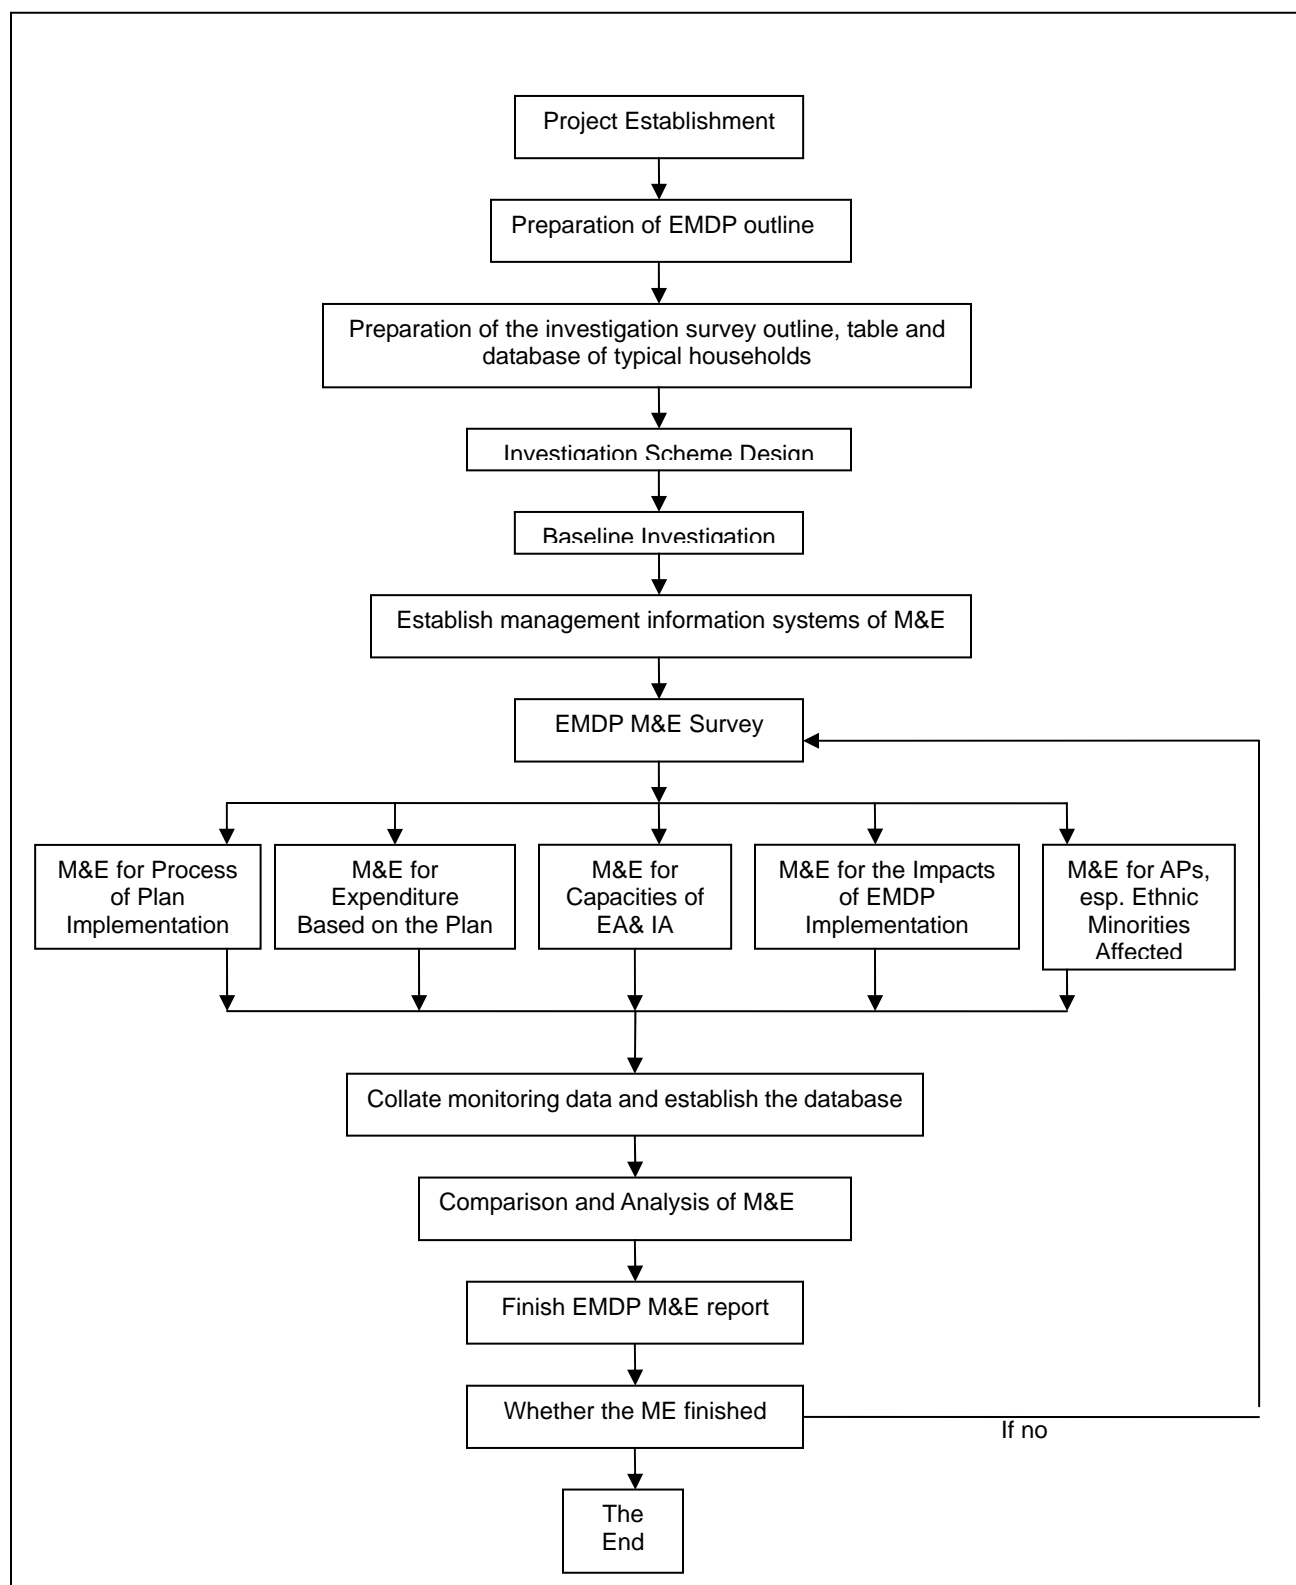 Project Establishment
Preparation of EMDP outline
Preparation of the investigation survey outline, table and
database of typical households
Investigation Scheme Design
Baseline Investigation
Establish management information systems of M&E
EMDP M&E Survey
M&E for Process
of Plan
Implementation
M&E for
Expenditure
Based on the Plan
M&E for
Capacities of
EA& IA
M&E for the Impacts
of EMDP
Implementation
M&E for APs,
esp. Ethnic
Minorities
Affected
Collate monitoring data and establish the database
Comparison and Analysis of M&E
Finish EMDP M&E report
Whether the ME finished
If no
The
End